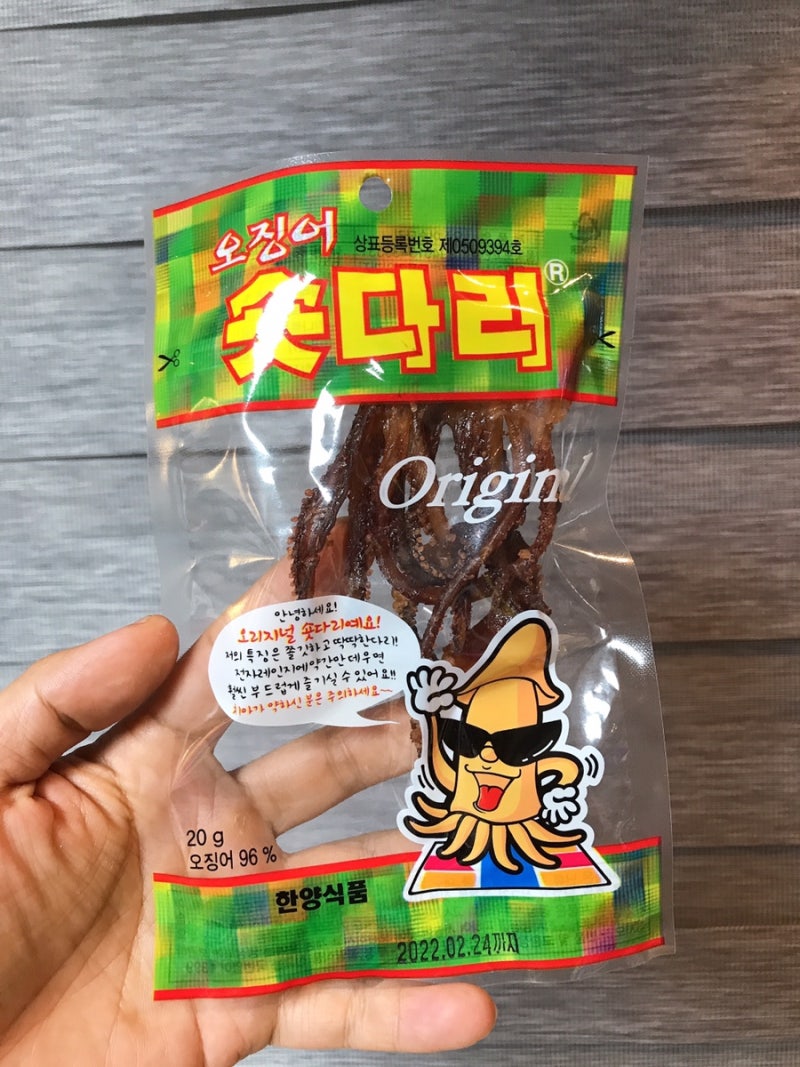 오징어
상표등록번호 제0509394호
숏다리®
Original
안녕하세요!
오리지널 숏다리예요!
저의 특징은 쫄깃하고 딱딱한다리!
전자레인지에 약간만 데우면
훨씬 부드럽게 즐기실 수 있어요!!
치아가 약하신 분은 주의하세요~
20 g
오징어 96 %
한양식품
2022.02.24까지